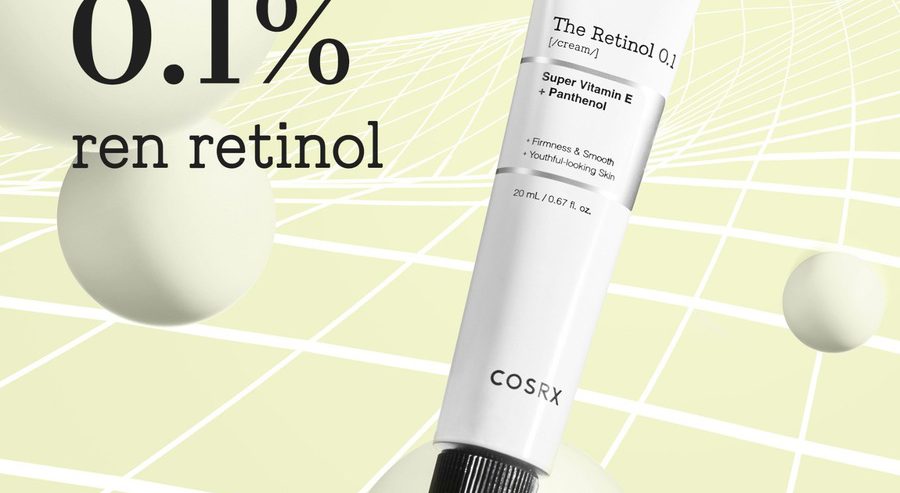 0.1%
ren retinol
The Retinol 0.1
[/cream/]
Super Vitamin E
+ Panthenol
+ Firmness & Smooth
+ Youthful-looking Skin
20 mL / 0.67 fl. oz.
COSRX